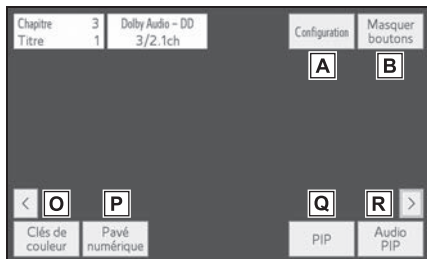 Chapitre 3
Titre 1
Dolby Audio – DD
3/2.1ch
Configuration
Masquer
boutons
A
B
< O P Q R >
Clés de
couleur
Pavé
numérique
PIP
Audio
PIP